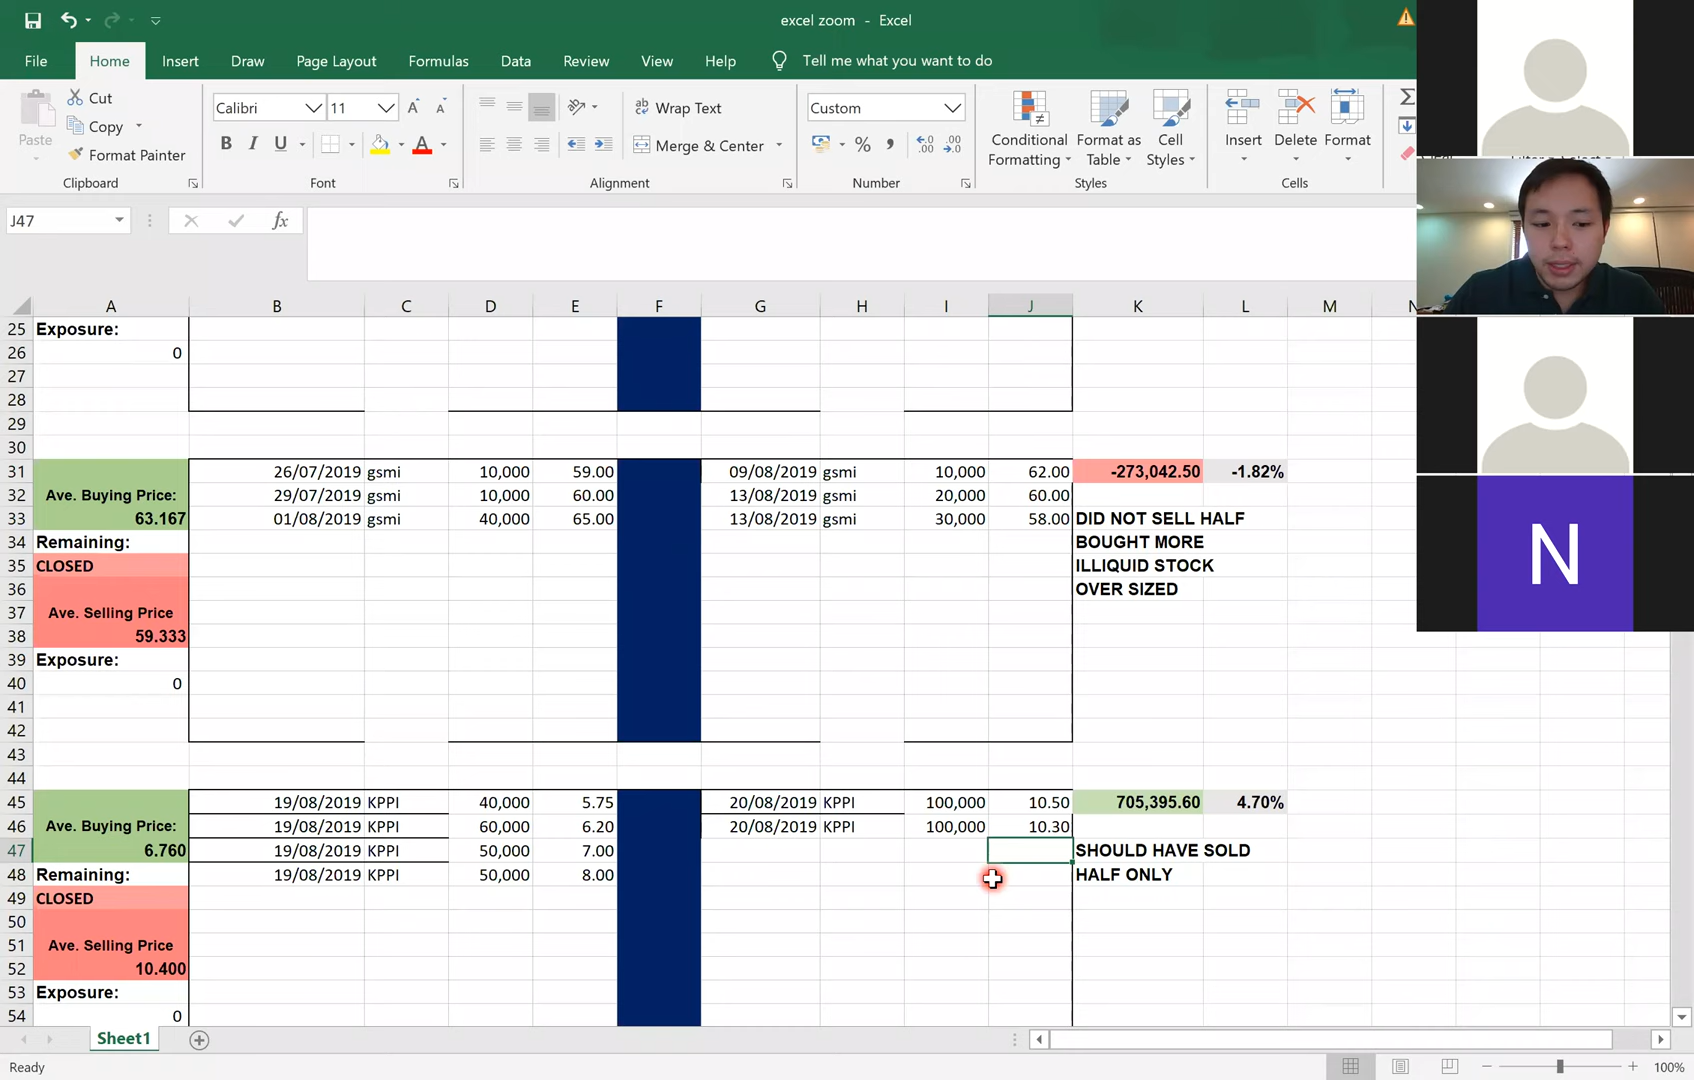 excel zoom - Excel
File Home Insert Draw Page Layout Formulas Data Review View Help Tell me what you want to do
Paste Cut Copy Format Painter
Calibri 11 A A
B I U A
ab Wrap Text
Merge & Center
Custom
% , .00 .00
Conditional Formatting Format as Table Cell Styles
Insert Delete Format
Clipboard Font Alignment Number Styles Cells
J47 fx
A B C D E F G H I J K L M N
25 Exposure:
26 0
27
28
29
30
31 26/07/2019 gsmi 10,000 59.00 09/08/2019 gsmi 10,000 62.00 -273,042.50 -1.82%
32 Ave. Buying Price: 29/07/2019 gsmi 10,000 60.00 13/08/2019 gsmi 20,000 60.00
33 63.167 01/08/2019 gsmi 40,000 65.00 13/08/2019 gsmi 30,000 58.00 DID NOT SELL HALF
34 Remaining: BOUGHT MORE
35 CLOSED ILLIQUID STOCK
36 OVER SIZED
37 Ave. Selling Price
38 59.333
39 Exposure:
40 0
41
42
43
44
45 19/08/2019 KPPI 40,000 5.75 20/08/2019 KPPI 100,000 10.50 705,395.60 4.70%
46 Ave. Buying Price: 19/08/2019 KPPI 60,000 6.20 20/08/2019 KPPI 100,000 10.30
47 6.760 19/08/2019 KPPI 50,000 7.00 SHOULD HAVE SOLD
48 Remaining: 19/08/2019 KPPI 50,000 8.00 HALF ONLY
49 CLOSED
50
51 Ave. Selling Price
52 10.400
53 Exposure:
54 0
N
Sheet1
Ready 100%